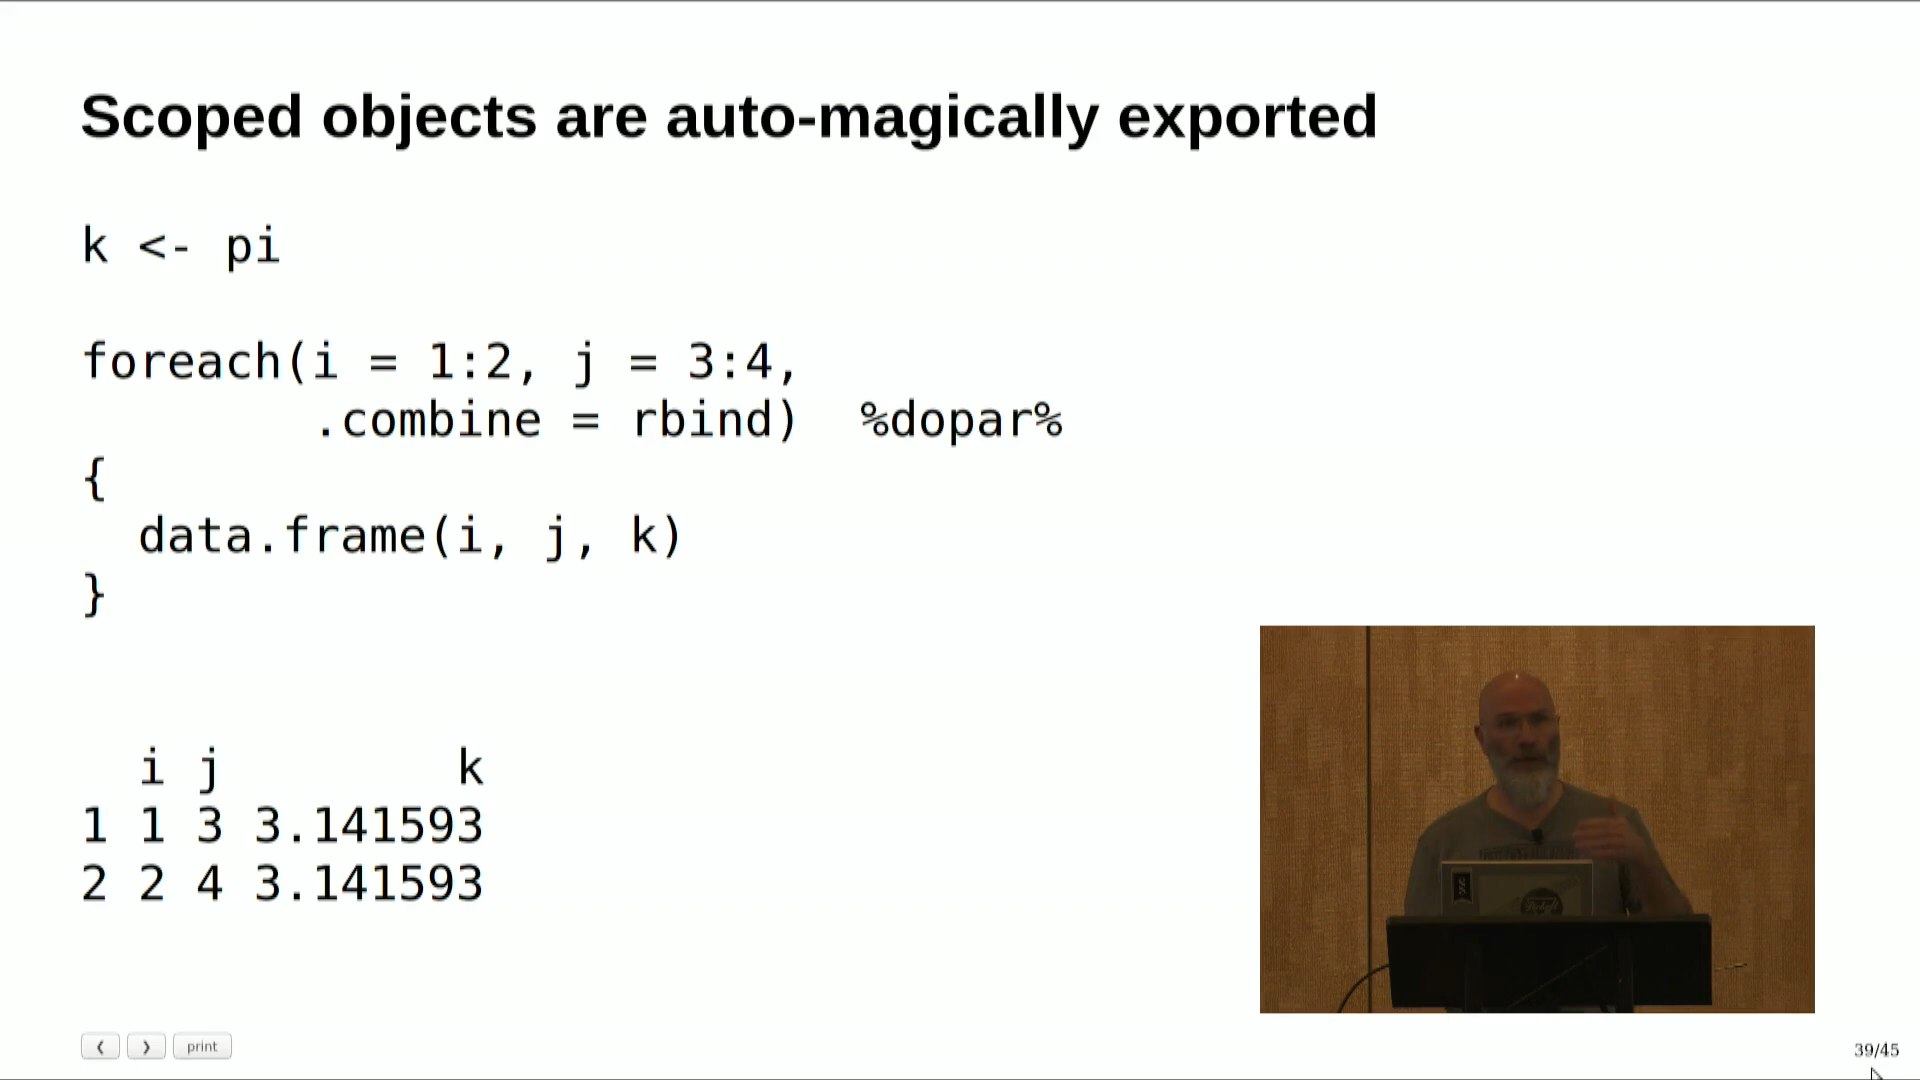 Scoped objects are auto-magically exported
k <- pi
foreach(i = 1:2, j = 3:4,
        .combine = rbind)  %dopar%
{
  data.frame(i, j, k)
}
  i j        k
1 1 3 3.141593
2 2 4 3.141593
❮ ❯ print
39/45